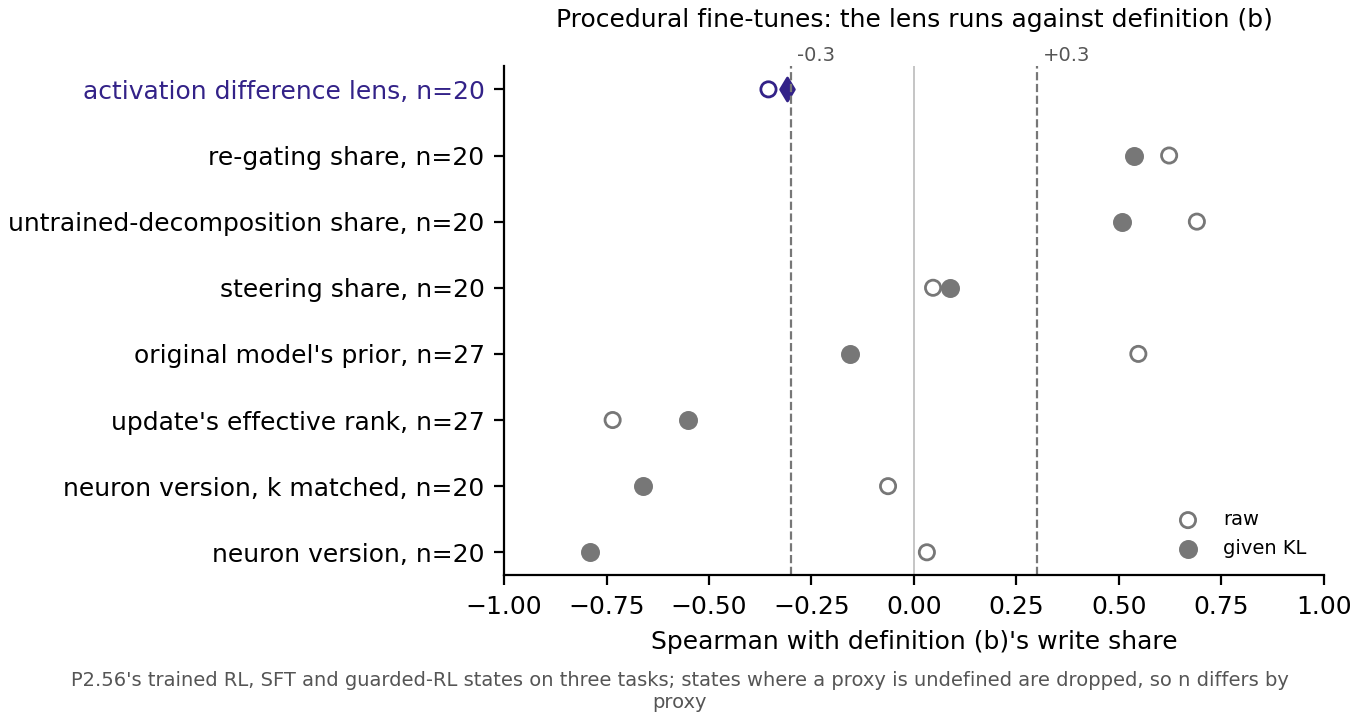 Procedural fine-tunes: the lens runs against definition (b)
-0.3
+0.3
activation difference lens, n=20
re-gating share, n=20
untrained-decomposition share, n=20
steering share, n=20
original model's prior, n=27
update's effective rank, n=27
neuron version, k matched, n=20
neuron version, n=20
raw
given KL
−1.00 −0.75 −0.50 −0.25 0.00 0.25 0.50 0.75 1.00
Spearman with definition (b)'s write share
P2.56's trained RL, SFT and guarded-RL states on three tasks; states where a proxy is undefined are dropped, so n differs by
proxy